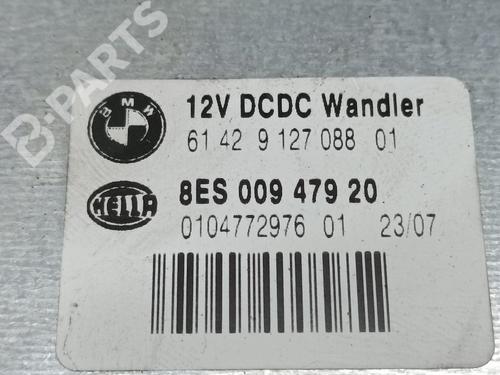 B-PARTS
BMW
12V DCDC Wandler
61 42 9 127 088 01
HELLA
8ES 009 479 20
0104772976 01 23/07
B-PARTS